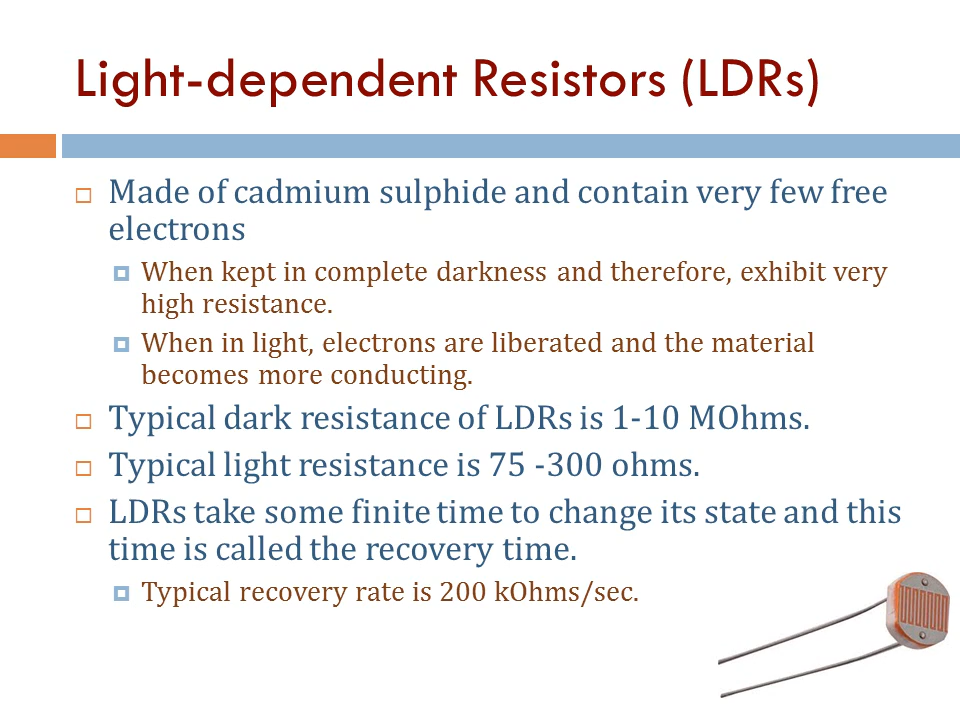 Light-dependent Resistors (LDRs)
Made of cadmium sulphide and contain very few free
electrons
When kept in complete darkness and therefore, exhibit very
high resistance.
When in light, electrons are liberated and the material
becomes more conducting.
Typical dark resistance of LDRs is 1-10 MOhms.
Typical light resistance is 75 -300 ohms.
LDRs take some finite time to change its state and this
time is called the recovery time.
Typical recovery rate is 200 kOhms/sec.